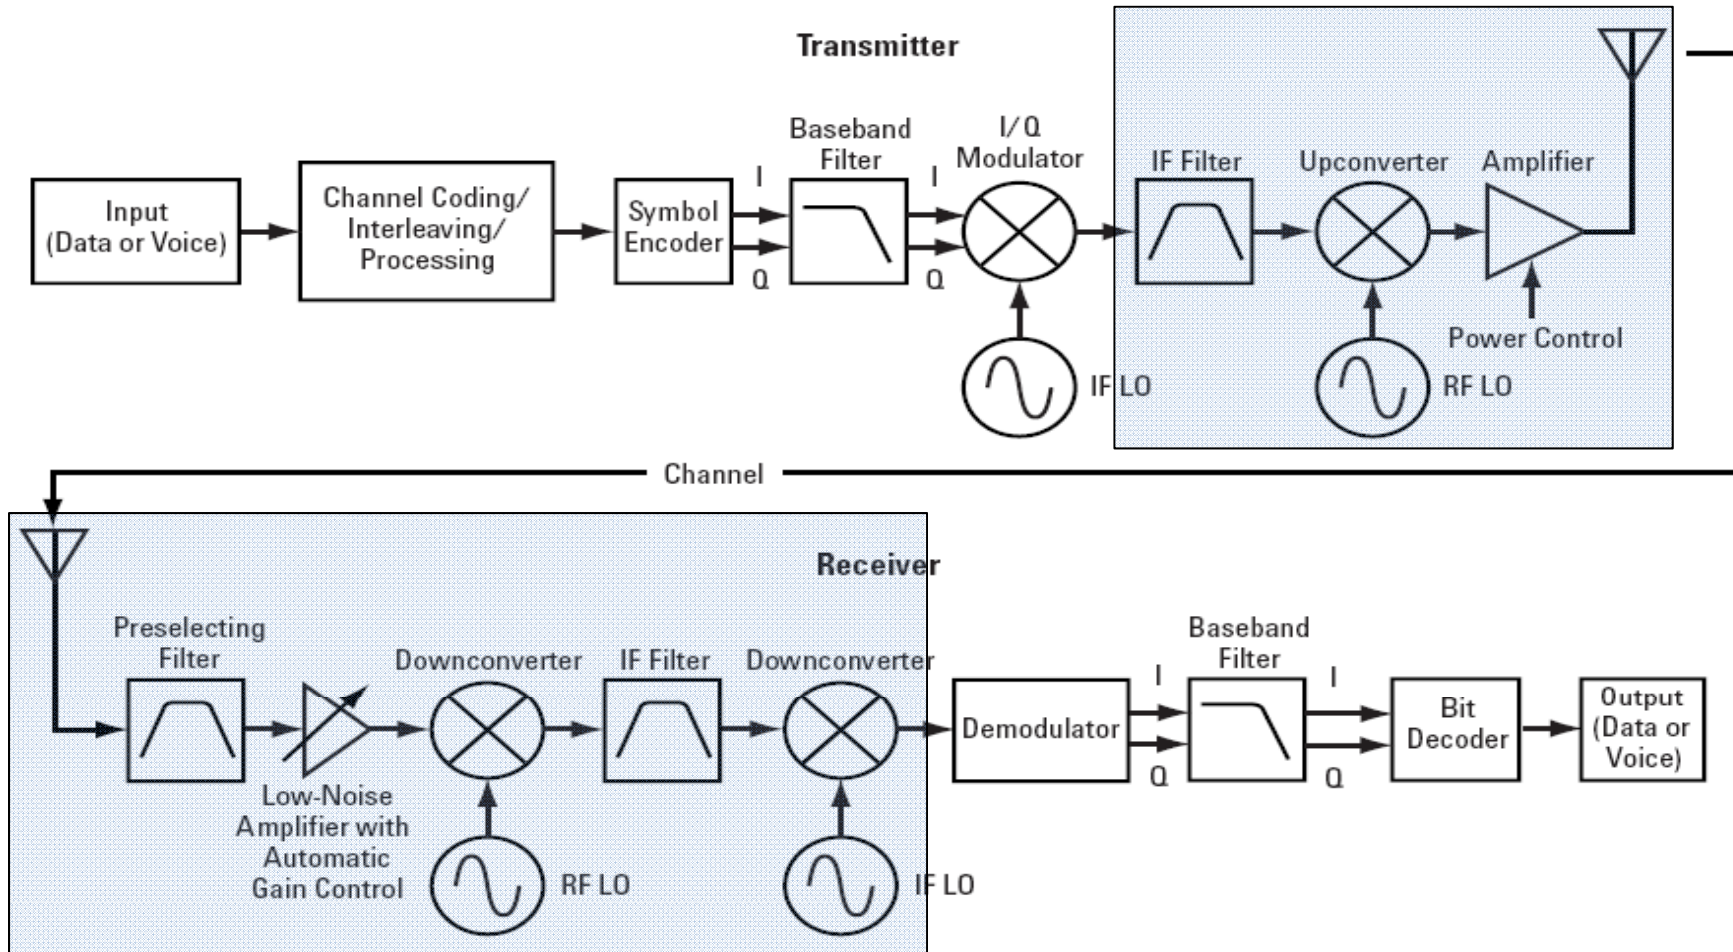 Transmitter
Input
(Data or Voice)
Channel Coding/
Interleaving/
Processing
Symbol
Encoder
I
Q
Baseband
Filter
I
Q
I/Q
Modulator
IF LO
IF Filter
Upconverter
RF LO
Amplifier
Power Control
Channel
Receiver
Preselecting
Filter
Low-Noise
Amplifier with
Automatic
Gain Control
Downconverter
RF LO
IF Filter
Downconverter
IF LO
Demodulator
I
Q
Baseband
Filter
I
Q
Bit
Decoder
Output
(Data or
Voice)